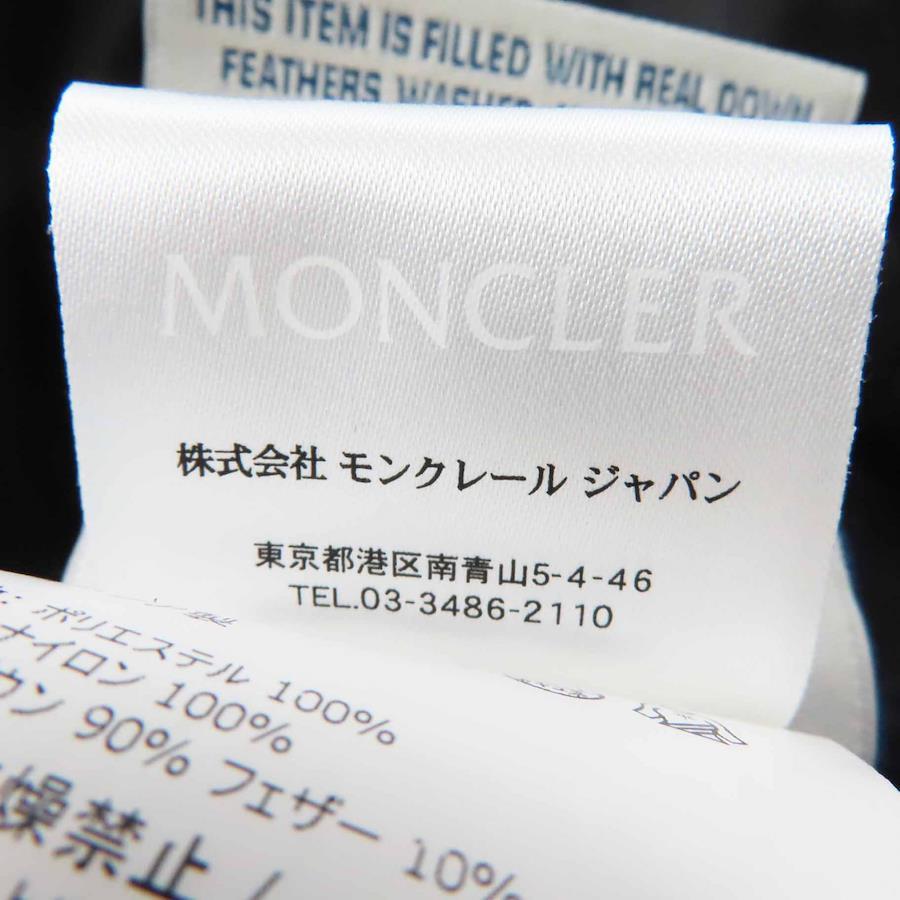 THIS ITEM IS FILLED WITH REAL DOWN
FEATHERS WASHED
MONCLER
株式会社 モンクレール ジャパン
東京都港区南青山5-4-46
TEL.03-3486-2110
ポリエステル 100%
ナイロン 100%
ウン 90% フェザー 10%
燥禁止 /